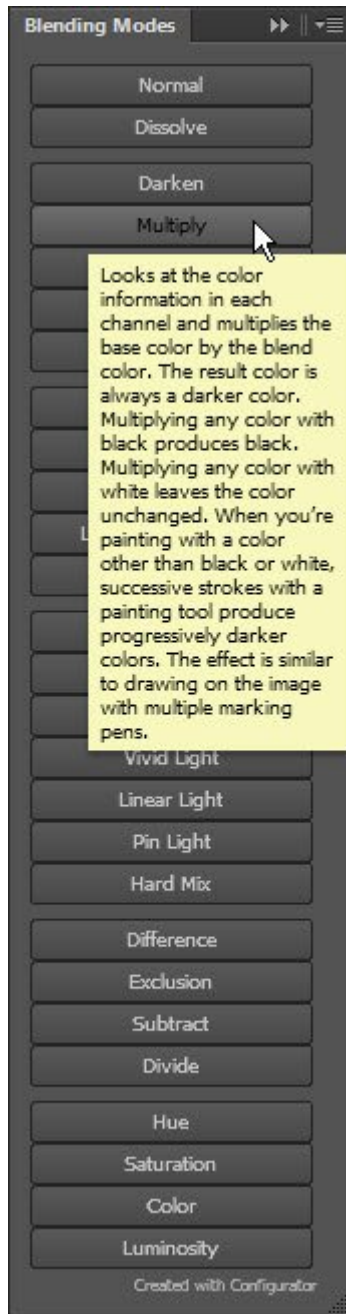 Blending Modes
Normal
Dissolve
Darken
Multiply
Looks at the color
information in each
channel and multiplies the
base color by the blend
color. The result color is
always a darker color.
Multiplying any color with
black produces black.
Multiplying any color with
white leaves the color
unchanged. When you're
painting with a color
other than black or white,
successive strokes with a
painting tool produce
progressively darker
colors. The effect is similar
to drawing on the image
with multiple marking
pens.
Vivid Light
Linear Light
Pin Light
Hard Mix
Difference
Exclusion
Subtract
Divide
Hue
Saturation
Color
Luminosity
Created with Configurator